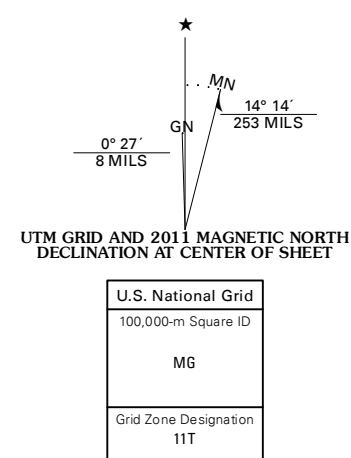 MN
GN
14° 14´
253 MILS
0° 27´
8 MILS
UTM GRID AND 2011 MAGNETIC NORTH
DECLINATION AT CENTER OF SHEET
U.S. National Grid
100,000-m Square ID
MG
Grid Zone Designation
11T